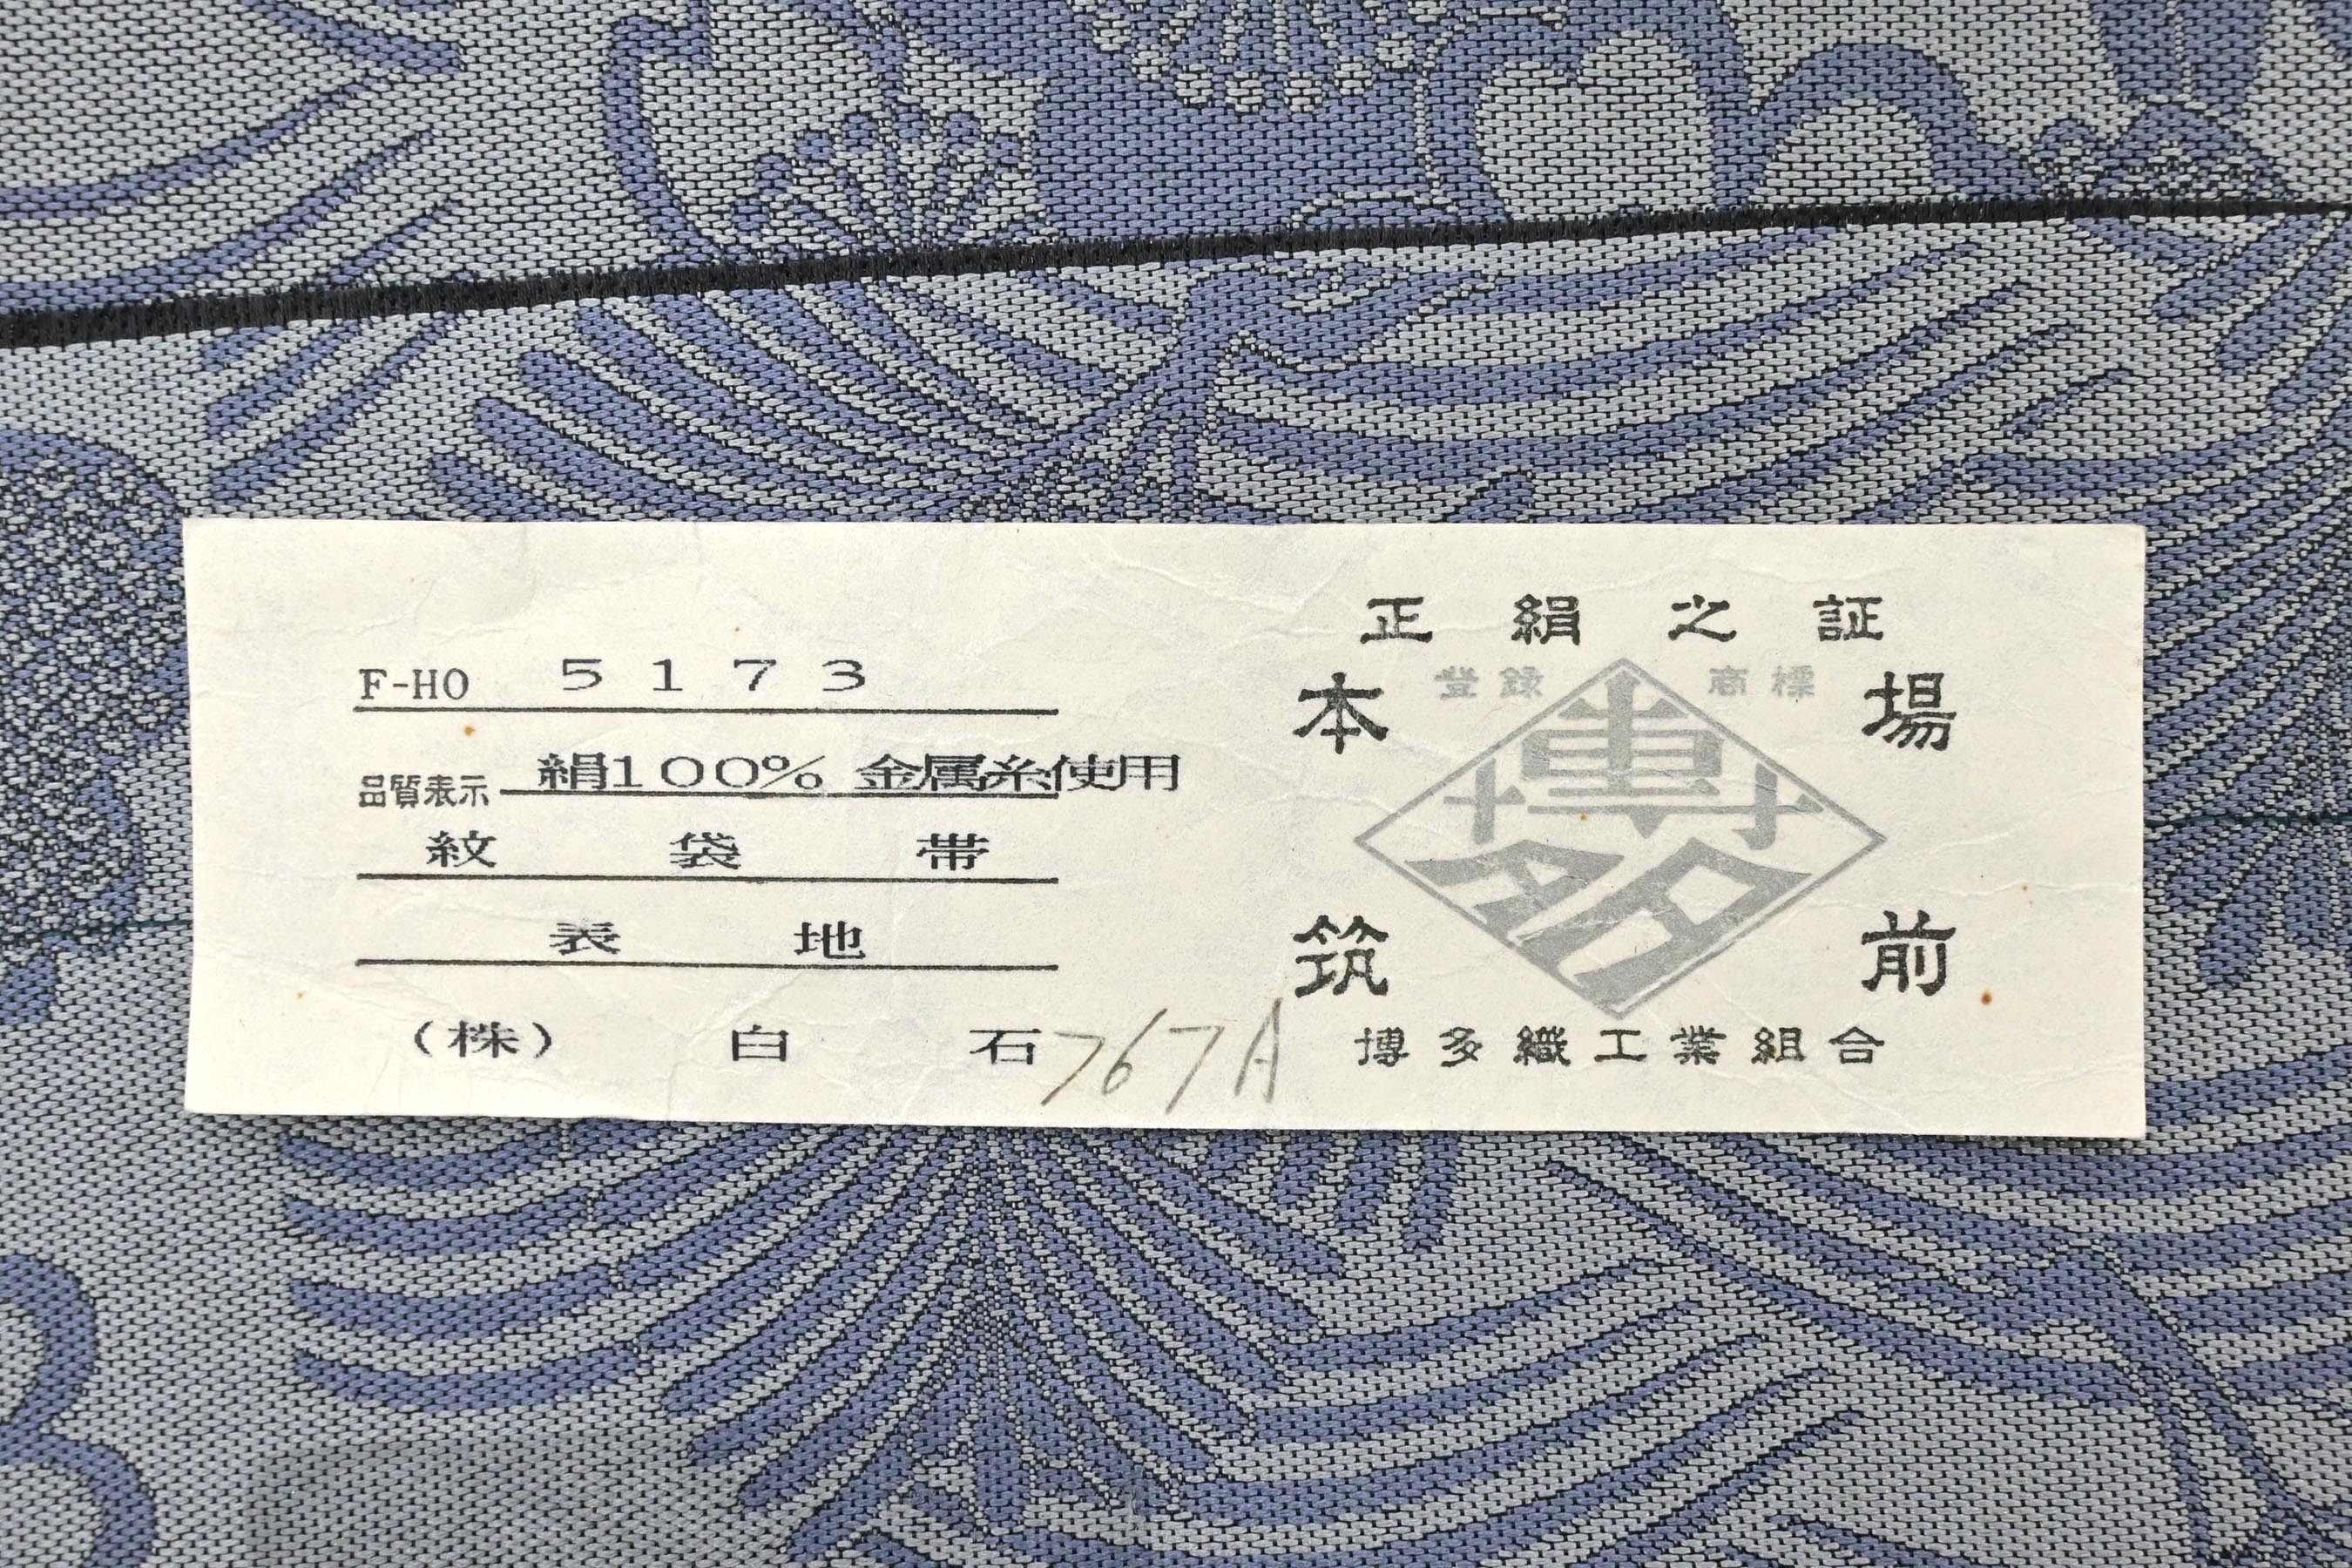 F-HO 5173
品質表示 絹100% 金属糸使用
紋袋帯
表地
(株) 白石
767A
正絹之証
登録商標
本場
博多
筑前
博多織工業組合